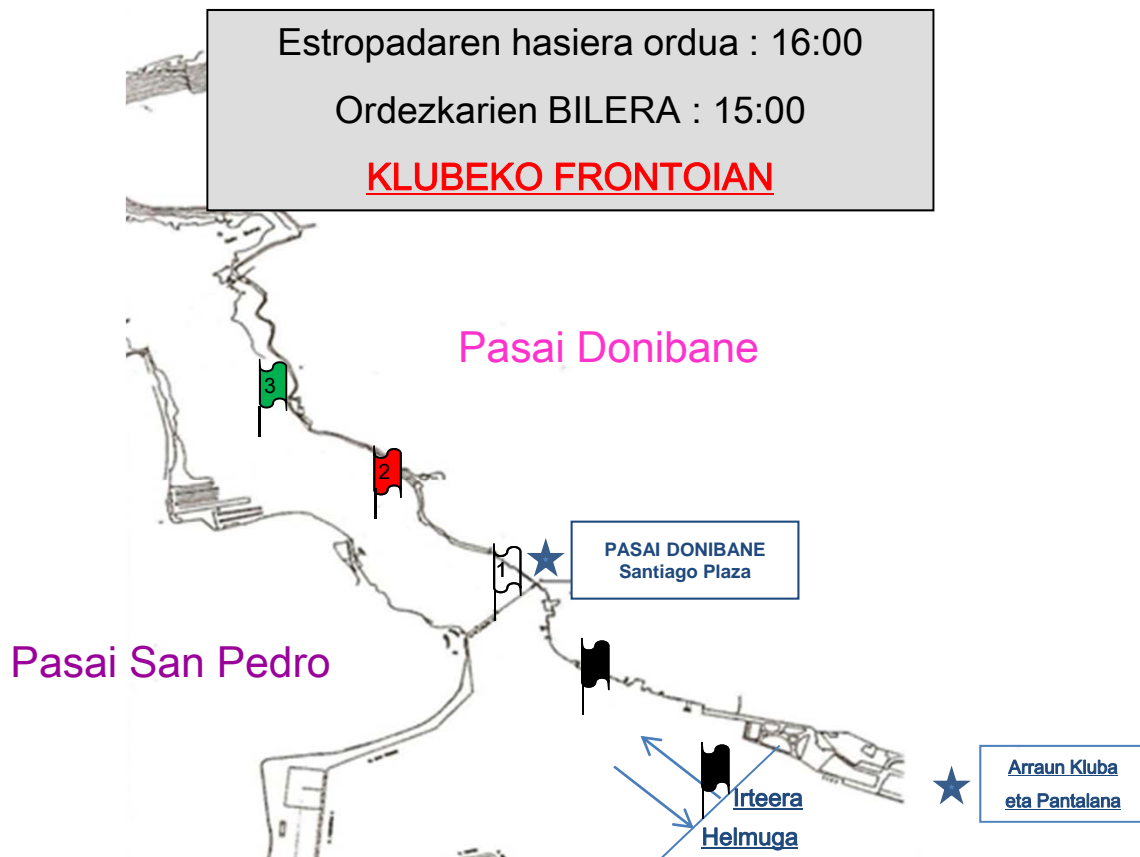 Estropadaren hasiera ordua : 16:00
Ordezkarien BILERA : 15:00
KLUBEKO FRONTOIAN
Pasai Donibane
3
2
1
PASAI DONIBANE
Santiago Plaza
Pasai San Pedro
Irteera
Helmuga
Arraun Kluba
eta Pantalana